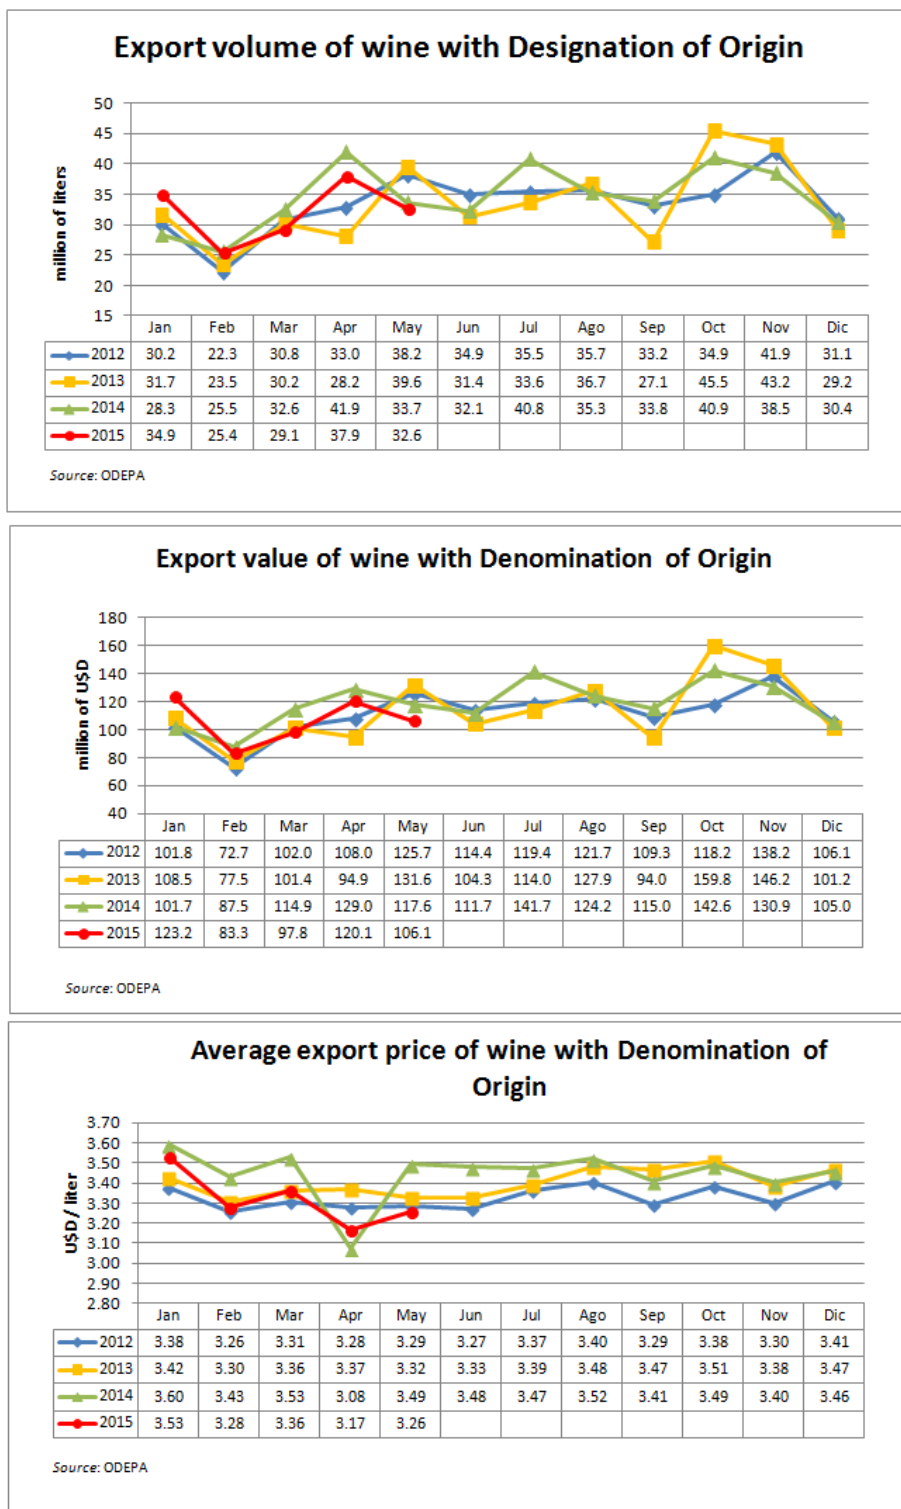 Export volume of wine with Designation of Origin
50
45
40
35
30
25
20
15
million of liters
Jan Feb Mar Apr May Jun Jul Ago Sep Oct Nov Dic
2012 30.2 22.3 30.8 33.0 38.2 34.9 35.5 35.7 33.2 34.9 41.9 31.1
2013 31.7 23.5 30.2 28.2 39.6 31.4 33.6 36.7 27.1 45.5 43.2 29.2
2014 28.3 25.5 32.6 41.9 33.7 32.1 40.8 35.3 33.8 40.9 38.5 30.4
2015 34.9 25.4 29.1 37.9 32.6
Source: ODEPA
Export value of wine with Denomination of Origin
180
160
140
120
100
80
60
40
million of U$D
Jan Feb Mar Apr May Jun Jul Ago Sep Oct Nov Dic
2012 101.8 72.7 102.0 108.0 125.7 114.4 119.4 121.7 109.3 118.2 138.2 106.1
2013 108.5 77.5 101.4 94.9 131.6 104.3 114.0 127.9 94.0 159.8 146.2 101.2
2014 101.7 87.5 114.9 129.0 117.6 111.7 141.7 124.2 115.0 142.6 130.9 105.0
2015 123.2 83.3 97.8 120.1 106.1
Source: ODEPA
Average export price of wine with Denomination of
Origin
3.70
3.60
3.50
3.40
3.30
3.20
3.10
3.00
2.90
2.80
U$D/ liter
Jan Feb Mar Apr May Jun Jul Ago Sep Oct Nov Dic
2012 3.38 3.26 3.31 3.28 3.29 3.27 3.37 3.40 3.29 3.38 3.30 3.41
2013 3.42 3.30 3.36 3.37 3.32 3.33 3.39 3.48 3.47 3.51 3.38 3.47
2014 3.60 3.43 3.53 3.08 3.49 3.48 3.47 3.52 3.41 3.49 3.40 3.46
2015 3.53 3.28 3.36 3.17 3.26
Source: ODEPA